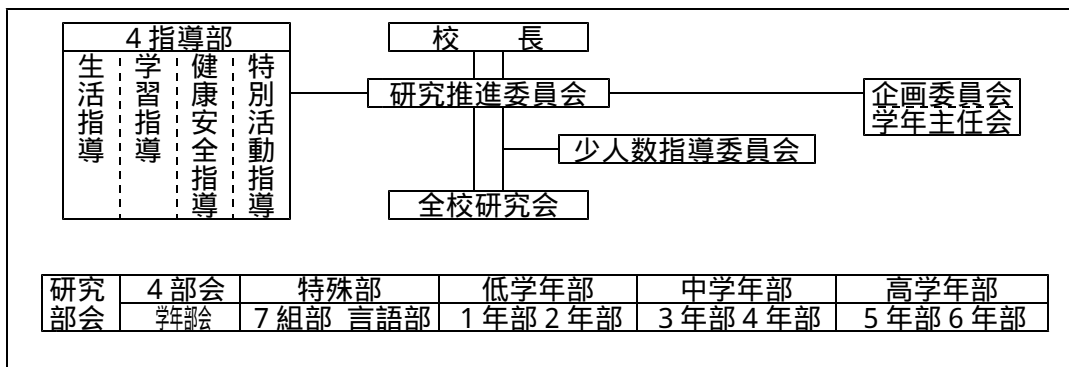 4指導部
生活指導
学習指導
健康安全指導
特別活動指導
校 長
研究推進委員会
企画委員会
学年主任会
少人数指導委員会
全校研究会
研究部会
4部会 特殊部 低学年部 中学年部 高学年部
学年部会 7組部 言語部 1年部2年部 3年部4年部 5年部6年部